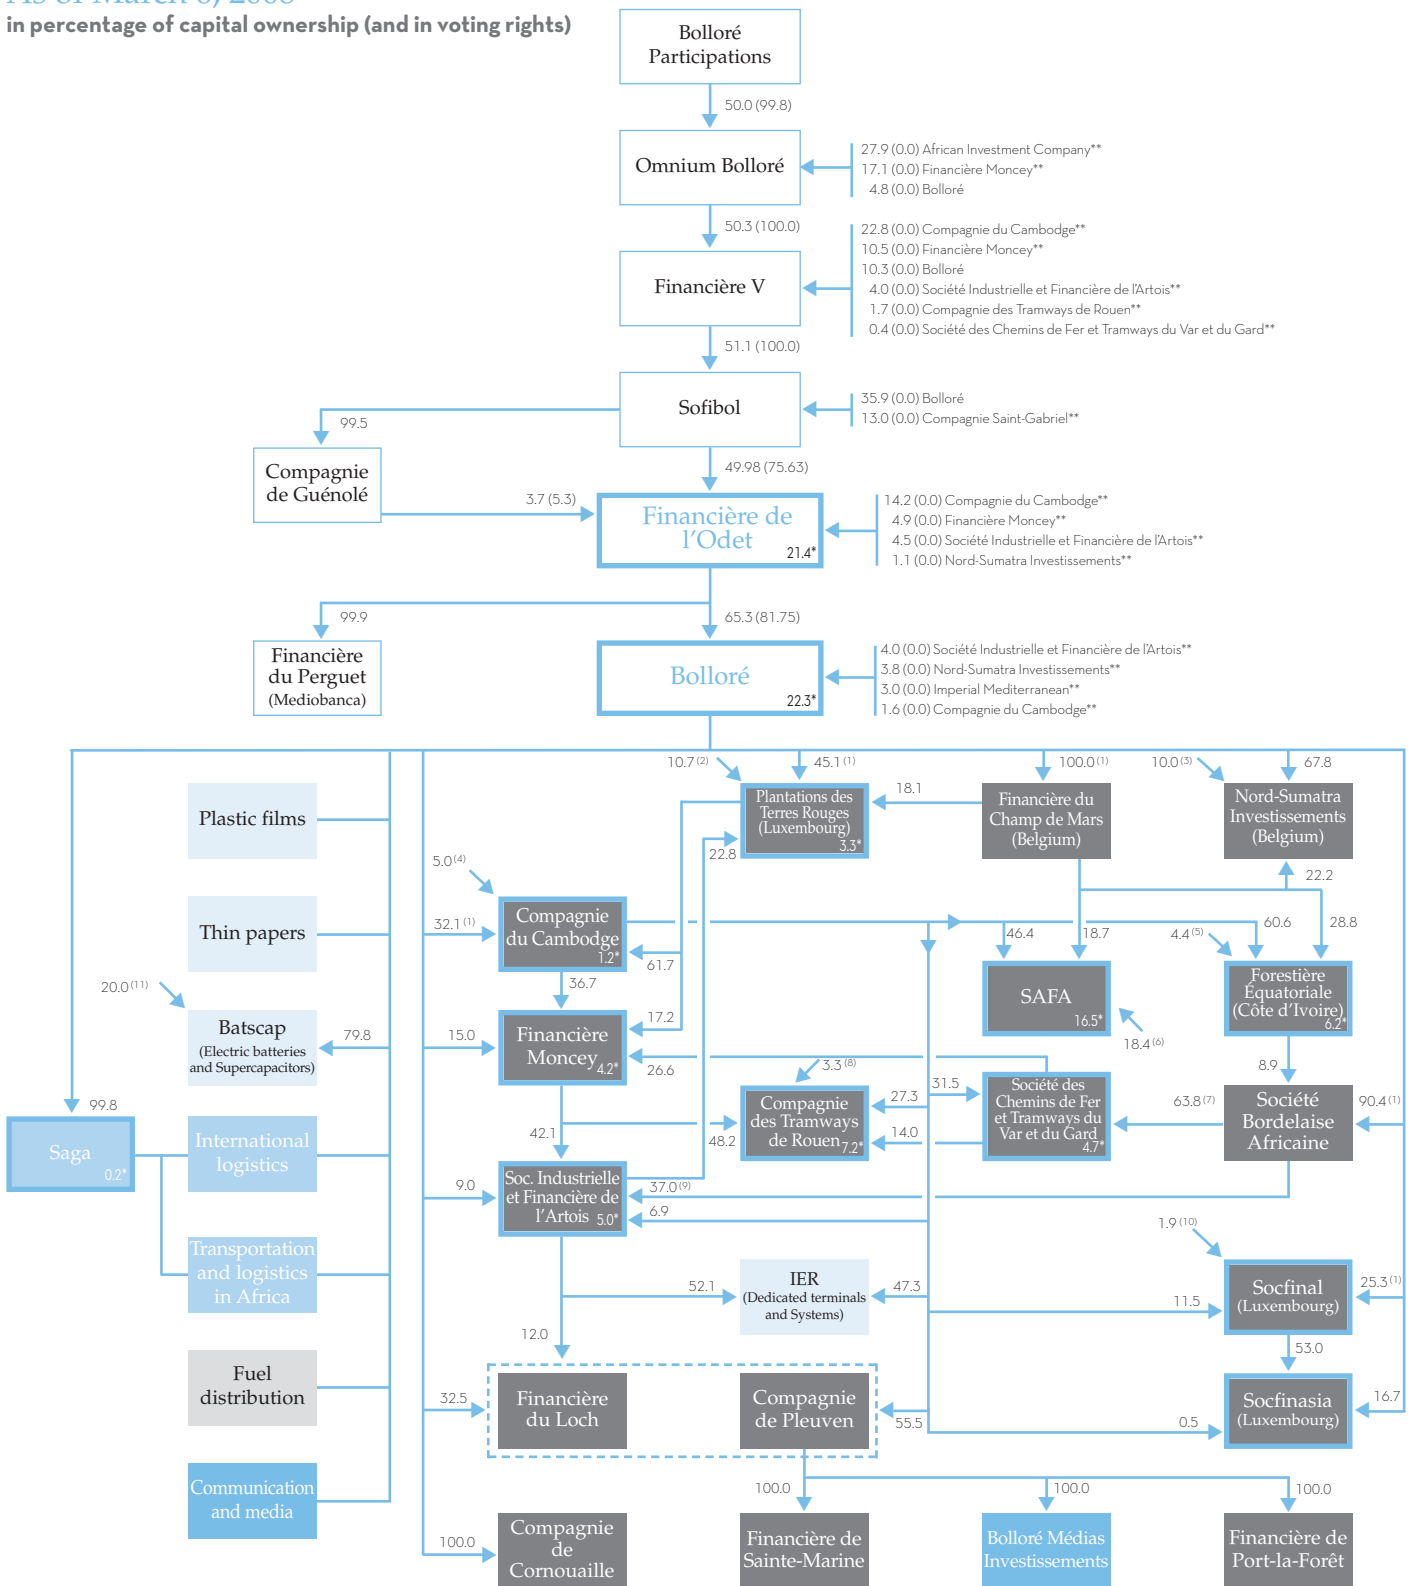 As of March 6, 2008
in percentage of capital ownership (and in voting rights)
Bolloré
Participations
50.0 (99.8)
Omnium Bolloré
27.9 (0.0) African Investment Company**
17.1 (0.0) Financière Moncey**
4.8 (0.0) Bolloré
50.3 (100.0)
Financière V
22.8 (0.0) Compagnie du Cambodge**
10.5 (0.0) Financière Moncey**
10.3 (0.0) Bolloré
4.0 (0.0) Société Industrielle et Financière de l'Artois**
1.7 (0.0) Compagnie des Tramways de Rouen**
0.4 (0.0) Société des Chemins de Fer et Tramways du Var et du Gard**
51.1 (100.0)
Sofibol
35.9 (0.0) Bolloré
13.0 (0.0) Compagnie Saint-Gabriel**
99.5
Compagnie
de Guénolé
49.98 (75.63)
3.7 (5.3)
Financière de
l'Odet
21.4*
14.2 (0.0) Compagnie du Cambodge**
4.9 (0.0) Financière Moncey**
4.5 (0.0) Société Industrielle et Financière de l'Artois**
1.1 (0.0) Nord-Sumatra Investissements**
99.9
65.3 (81.75)
Financière
du Perguet
(Mediobanca)
Bolloré
22.3*
4.0 (0.0) Société Industrielle et Financière de l'Artois**
3.8 (0.0) Nord-Sumatra Investissements**
3.0 (0.0) Imperial Mediterranean**
1.6 (0.0) Compagnie du Cambodge**
10.7 (2)
45.1 (1)
100.0 (1)
10.0 (3)
67.8
Plastic films
Plantations des
Terres Rouges
(Luxembourg)
3.3*
18.1
Financière du
Champ de Mars
(Belgium)
Nord-Sumatra
Investissements
(Belgium)
22.8
5.0 (4)
22.2
Thin papers
32.1 (1)
Compagnie
du Cambodge
1.2*
61.7
46.4
18.7
60.6
28.8
4.4 (5)
36.7
SAFA
16.5*
Forestière
Équatoriale
(Côte d'Ivoire)
6.2*
20.0 (11)
Batscap
(Electric batteries
and Supercapacitors)
79.8
15.0
Financière
Moncey
4.2*
17.2
26.6
18.4 (6)
8.9
3.3 (8)
99.8
Saga
0.2*
International
logistics
42.1
48.2
Compagnie
des Tramways
de Rouen
7.2*
27.3
14.0
31.5
Société des
Chemins de Fer
et Tramways du
Var et du Gard
4.7*
63.8 (7)
Société
Bordelaise
Africaine
90.4 (1)
9.0
Soc. Industrielle
et Financière de
l'Artois
5.0*
37.0 (9)
6.9
Transportation
and logistics
in Africa
1.9 (10)
52.1
IER
(Dedicated terminals
and Systems)
47.3
11.5
Socfinal
(Luxembourg)
25.3 (1)
12.0
53.0
Fuel
distribution
32.5
Financière
du Loch
Compagnie
de Pleuven
55.5
0.5
Socfinasia
(Luxembourg)
16.7
Communication
and media
100.0
100.0
100.0
100.0
Compagnie
de
Cornouaille
Financière de
Sainte-Marine
Bolloré Médias
Investissements
Financière de
Port-la-Forêt